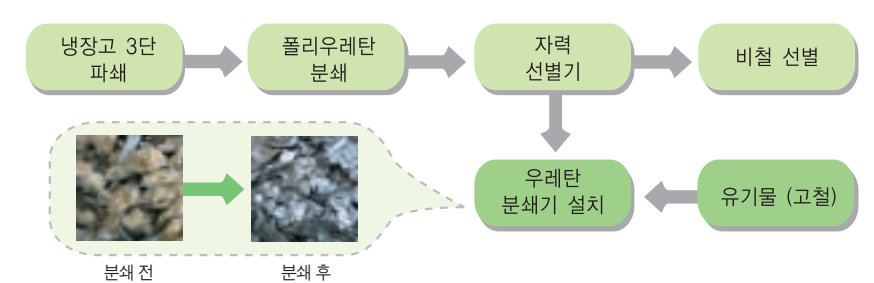 냉장고 3단
파쇄
폴리우레탄
분쇄
자력
선별기
비철 선별
우레탄
분쇄기 설치
유기물 (고철)
분쇄 전
분쇄 후